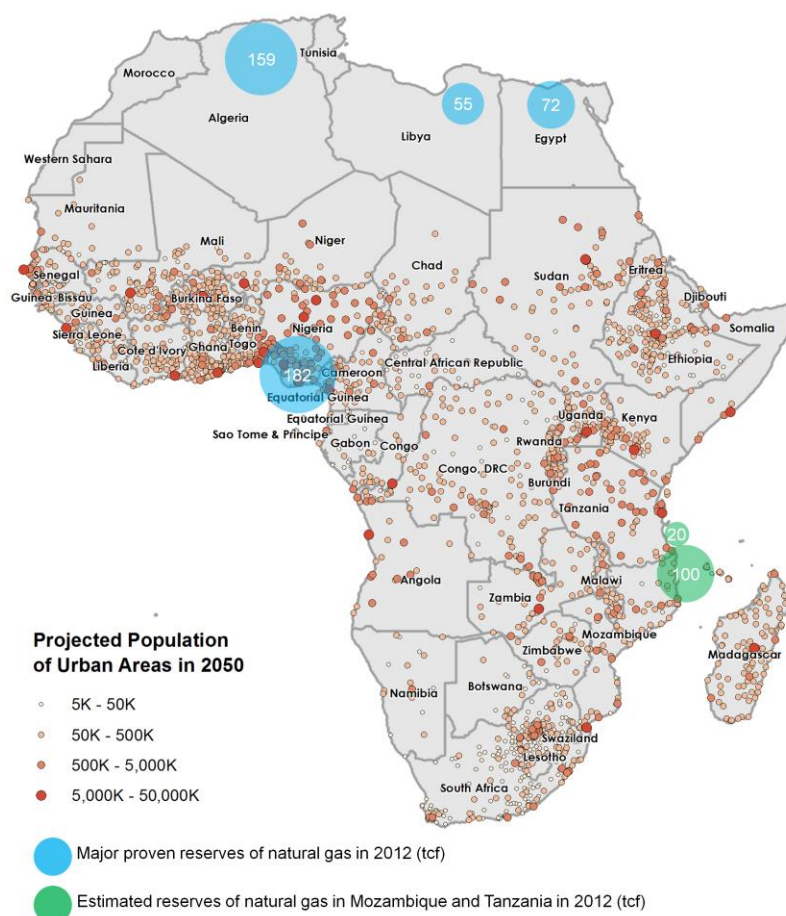 159
Tunisia
Morocco
55
72
Algeria
Libya
Egypt
Western Sahara
Mauritania
Mali
Niger
Chad
Sudan
Eritrea
Senegal
Djibouti
Guinea-Bissau
Burkina Faso
Guinea
Benin
Nigeria
Somalia
Sierra Leone
Cote d'Ivory
Ghana
Togo
Ethiopia
Liberia
Central African Republic
182
Cameroon
Equatorial Guinea
Equatorial Guinea
Uganda
Kenya
Sao Tome & Principe
Gabon
Congo
Rwanda
Congo, DRC
Burundi
Tanzania
20
100
Angola
Malawi
Zambia
Mozambique
Zimbabwe
Madagascar
Namibia
Botswana
Swaziland
Lesotho
South Africa
Projected Population
of Urban Areas in 2050
5K - 50K
50K - 500K
500K - 5,000K
5,000K - 50,000K
Major proven reserves of natural gas in 2012 (tcf)
Estimated reserves of natural gas in Mozambique and Tanzania in 2012 (tcf)